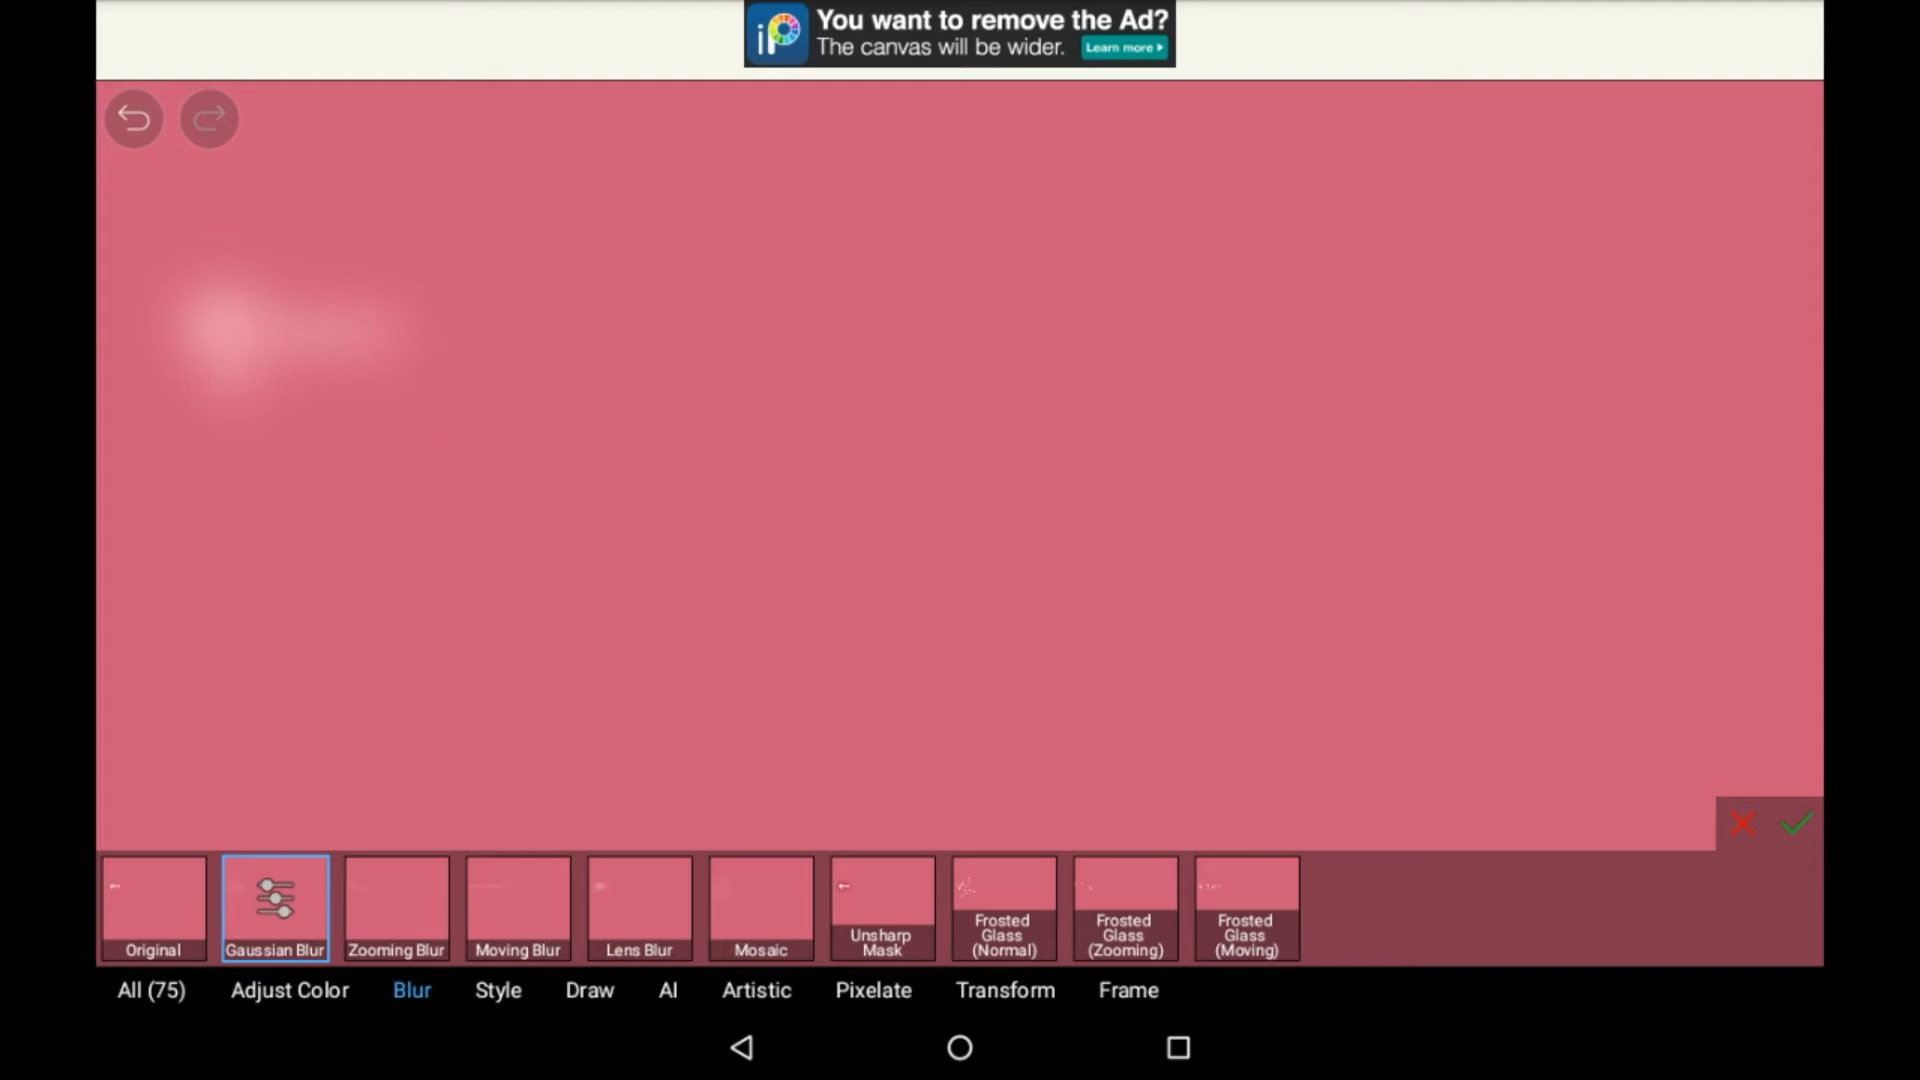 iP
You want to remove the Ad?
The canvas will be wider.
Learn more
Original
Gaussian Blur
Zooming Blur
Moving Blur
Lens Blur
Mosaic
Unsharp
Mask
Frosted
Glass
(Normal)
Frosted
Glass
(Zooming)
Frosted
Glass
(Moving)
All (75)
Adjust Color
Blur
Style
Draw
AI
Artistic
Pixelate
Transform
Frame